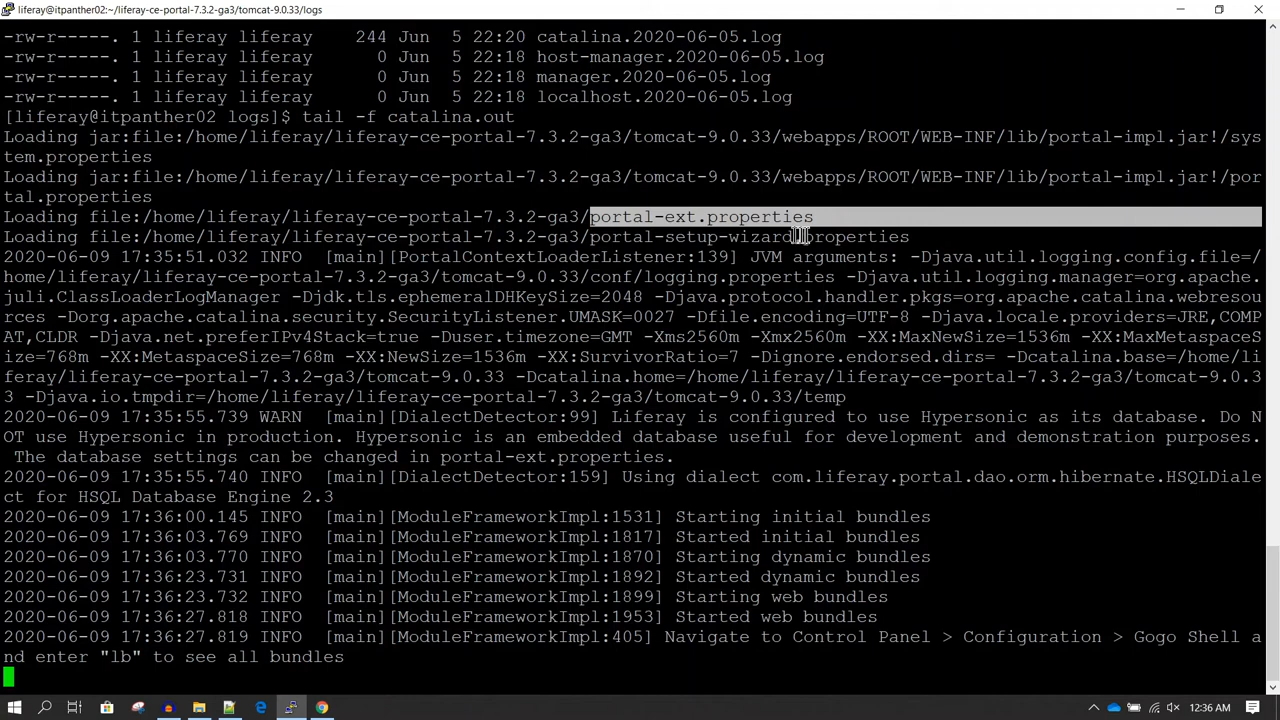 liferay@itpanther02:~/liferay-ce-portal-7.3.2-ga3/tomcat-9.0.33/logs
-rw-r-----. 1 liferay liferay    244 Jun  5 22:20 catalina.2020-06-05.log
-rw-r-----. 1 liferay liferay      0 Jun  5 22:18 host-manager.2020-06-05.log
-rw-r-----. 1 liferay liferay      0 Jun  5 22:18 manager.2020-06-05.log
-rw-r-----. 1 liferay liferay      0 Jun  5 22:18 localhost.2020-06-05.log
[liferay@itpanther02 logs]$ tail -f catalina.out
Loading jar:file:/home/liferay/liferay-ce-portal-7.3.2-ga3/tomcat-9.0.33/webapps/ROOT/WEB-INF/lib/portal-impl.jar!/sys
tem.properties
Loading jar:file:/home/liferay/liferay-ce-portal-7.3.2-ga3/tomcat-9.0.33/webapps/ROOT/WEB-INF/lib/portal-impl.jar!/por
tal.properties
Loading file:/home/liferay/liferay-ce-portal-7.3.2-ga3/portal-ext.properties
Loading file:/home/liferay/liferay-ce-portal-7.3.2-ga3/portal-setup-wizard.properties
2020-06-09 17:35:51.032 INFO  [main][PortalContextLoaderListener:139] JVM arguments: -Djava.util.logging.config.file=/
home/liferay/liferay-ce-portal-7.3.2-ga3/tomcat-9.0.33/conf/logging.properties -Djava.util.logging.manager=org.apache.
juli.ClassLoaderLogManager -Djdk.tls.ephemeralDHKeySize=2048 -Djava.protocol.handler.pkgs=org.apache.catalina.webresou
rces -Dorg.apache.catalina.security.SecurityListener.UMASK=0027 -Dfile.encoding=UTF-8 -Djava.locale.providers=JRE,COMP
AT,CLDR -Djava.net.preferIPv4Stack=true -Duser.timezone=GMT -Xms2560m -Xmx2560m -XX:MaxNewSize=1536m -XX:MaxMetaspaceS
ize=768m -XX:MetaspaceSize=768m -XX:NewSize=1536m -XX:SurvivorRatio=7 -Dignore.endorsed.dirs= -Dcatalina.base=/home/li
feray/liferay-ce-portal-7.3.2-ga3/tomcat-9.0.33 -Dcatalina.home=/home/liferay/liferay-ce-portal-7.3.2-ga3/tomcat-9.0.3
3 -Djava.io.tmpdir=/home/liferay/liferay-ce-portal-7.3.2-ga3/tomcat-9.0.33/temp
2020-06-09 17:35:55.739 WARN  [main][DialectDetector:99] Liferay is configured to use Hypersonic as its database. Do N
OT use Hypersonic in production. Hypersonic is an embedded database useful for development and demonstration purposes.
 The database settings can be changed in portal-ext.properties.
2020-06-09 17:35:55.740 INFO  [main][DialectDetector:159] Using dialect com.liferay.portal.dao.orm.hibernate.HSQLDiale
ct for HSQL Database Engine 2.3
2020-06-09 17:36:00.145 INFO  [main][ModuleFrameworkImpl:1531] Starting initial bundles
2020-06-09 17:36:03.769 INFO  [main][ModuleFrameworkImpl:1817] Started initial bundles
2020-06-09 17:36:03.770 INFO  [main][ModuleFrameworkImpl:1870] Starting dynamic bundles
2020-06-09 17:36:23.731 INFO  [main][ModuleFrameworkImpl:1892] Started dynamic bundles
2020-06-09 17:36:23.732 INFO  [main][ModuleFrameworkImpl:1899] Starting web bundles
2020-06-09 17:36:27.818 INFO  [main][ModuleFrameworkImpl:1953] Started web bundles
2020-06-09 17:36:27.819 INFO  [main][ModuleFrameworkImpl:405] Navigate to Control Panel > Configuration > Gogo Shell a
nd enter "lb" to see all bundles
12:36 AM